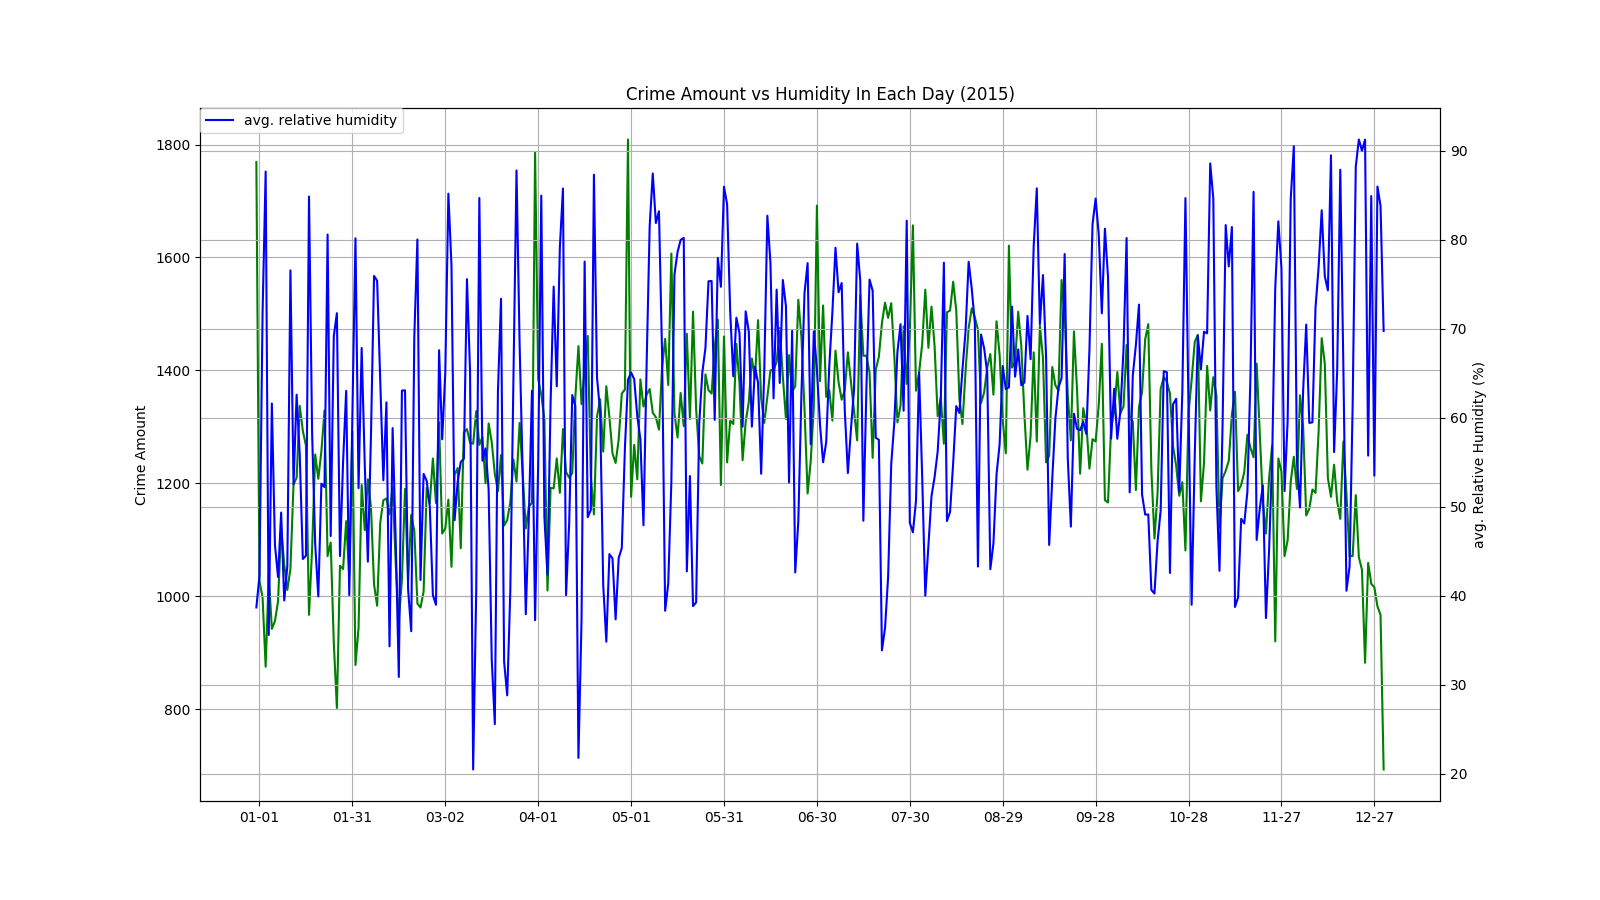 Crime Amount vs Humidity In Each Day (2015)
avg. relative humidity
1800
1600
1400
1200
1000
800
Crime Amount
90
80
70
60
50
40
30
20
avg. Relative Humidity (%)
01-01 01-31 03-02 04-01 05-01 05-31 06-30 07-30 08-29 09-28 10-28 11-27 12-27